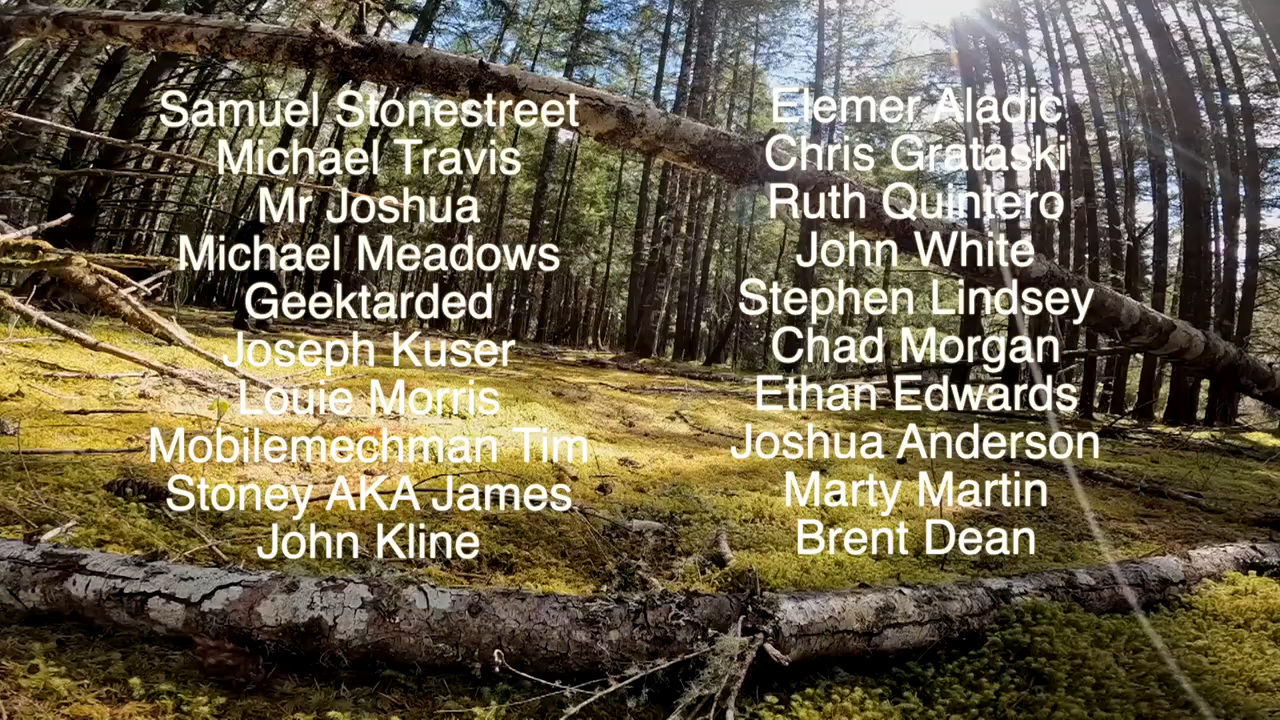 Samuel Stonestreet
Michael Travis
Mr Joshua
Michael Meadows
Geektarded
Joseph Kuser
Louie Morris
Mobilemechman Tim
Stoney AKA James
John Kline
Elemer Aladic
Chris Grataski
Ruth Quintero
John White
Stephen Lindsey
Chad Morgan
Ethan Edwards
Joshua Anderson
Marty Martin
Brent Dean